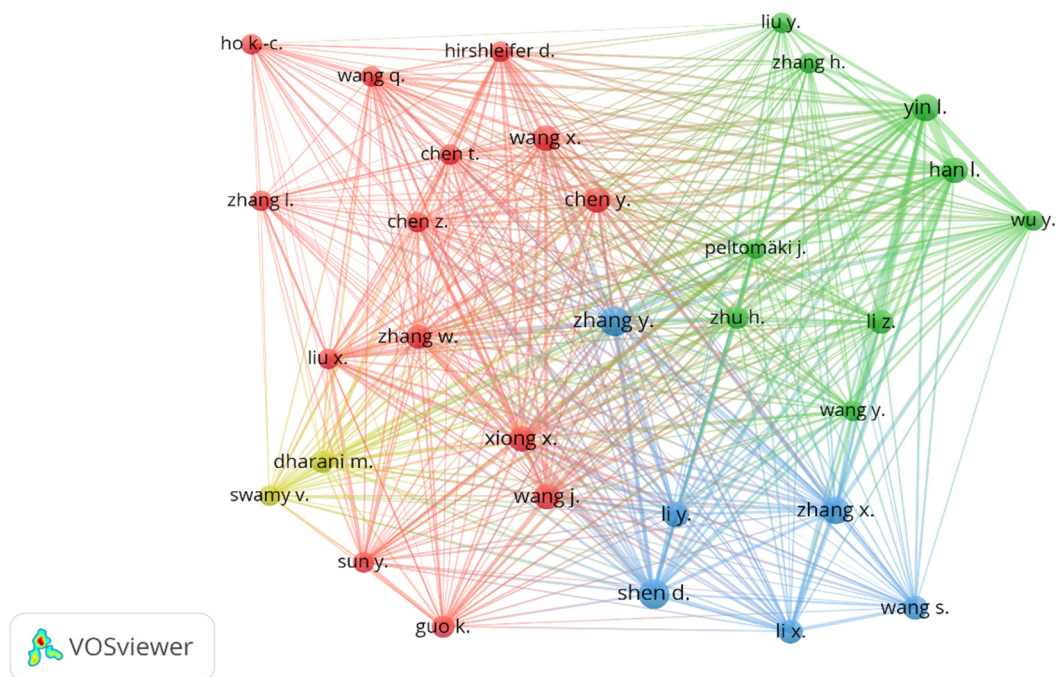 liu y.
ho k.-c.
hirshleifer d.
zhang h.
wang q.
yin l.
wang x.
chen t.
han l.
zhang l.
chen y.
chen z.
wu y.
peltomäki j.
zhang y.
zhu h.
li z.
zhang w.
liu x.
wang y.
xiong x.
dharani m.
swamy v.
wang j.
li y.
zhang x.
sun y.
shen d.
wang s.
guo k.
li x.
VOSviewer